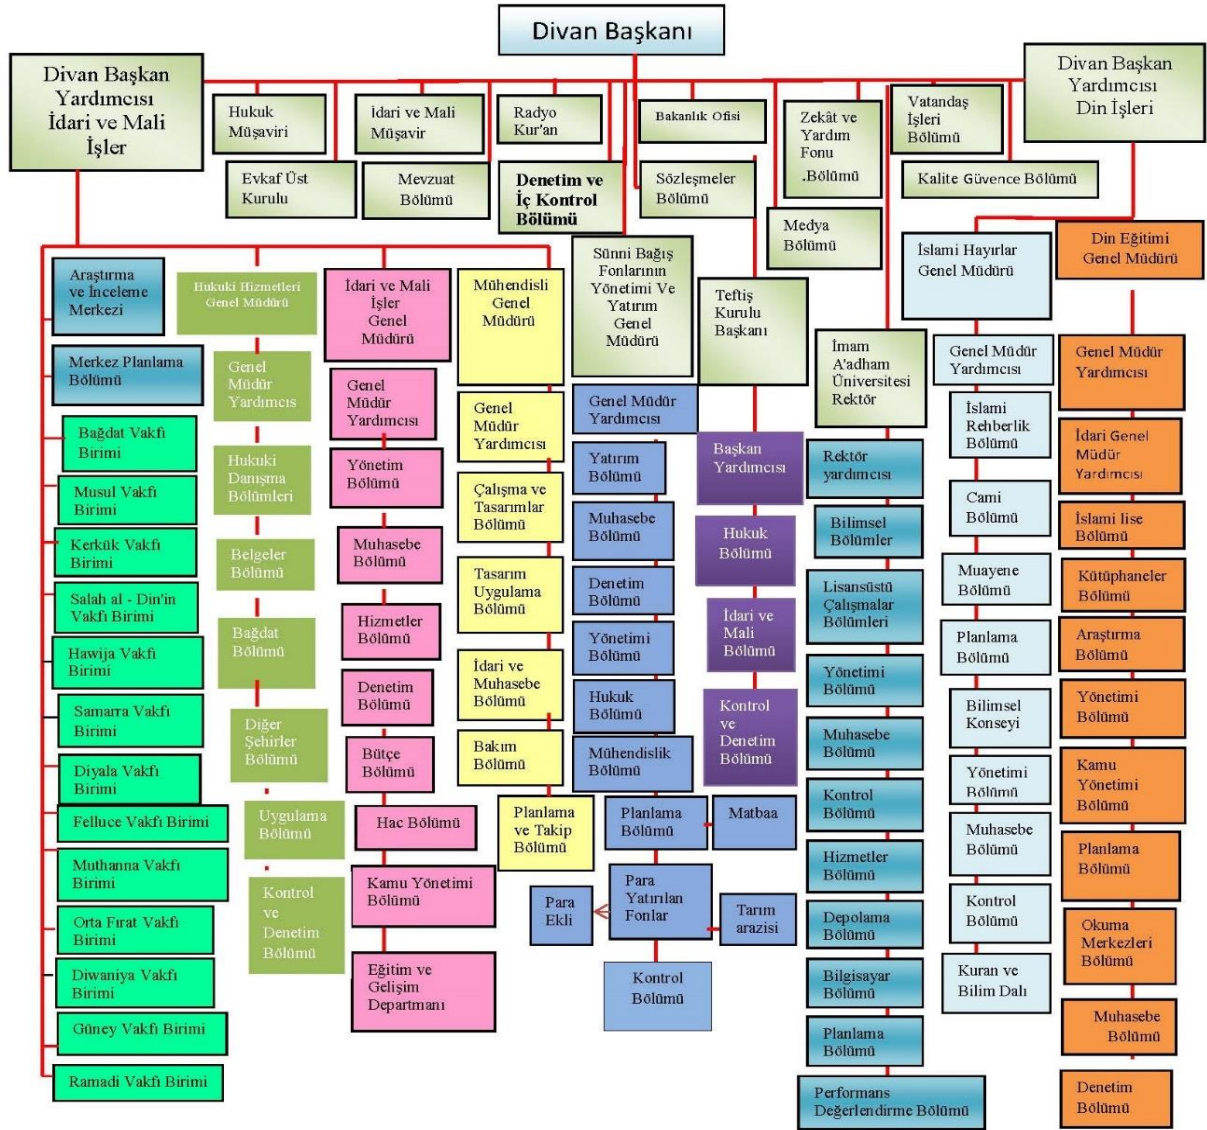 Divan Başkanı
Divan Başkan
Yardımcısı
İdari ve Mali
İşler
Divan Başkan
Yardımcısı
Din İşleri
Hukuk
Müşaviri
İdari ve Mali
Müşavir
Radyo
Kur'an
Bakanlık Ofisi
Zekât ve
Yardım
Fonu
.Bölümü
Vatandaş
İşleri
Bölümü
Evkaf Üst
Kurulu
Mevzuat
Bölümü
Denetim ve
İç Kontrol
Bölümü
Sözleşmeler
Bölümü
Medya
Bölümü
Kalite Güvence Bölümü
Araştırma
ve İnceleme
Merkezi
Merkez Planlama
Bölümü
Bağdat Vakfı
Birimi
Musul Vakfı
Birimi
Kerkük Vakfı
Birimi
Salah al - Din'in
Vakfı Birimi
Hawija Vakfı
Birimi
Samarra Vakfı
Birimi
Diyala Vakfı
Birimi
Felluce Vakfı Birimi
Muthanna Vakfı
Birimi
Orta Fırat Vakfı
Birimi
Diwaniya Vakfı
Birimi
Güney Vakfı Birimi
Ramadi Vakfı Birimi
Hukuki Hizmetleri
Genel Müdürü
Genel
Müdür
Yardımcıs
Hukuki
Danışma
Bölümleri
Belgeler
Bölümü
Bağdat
Bölümü
Diğer
Şehirler
Bölümü
Uygulama
Bölümü
Kontrol
ve
Denetim
Bölümü
İdari ve Mali
İşler
Genel
Müdürü
Genel
Müdür
Yardımcısı
Yönetim
Bölümü
Muhasebe
Bölümü
Hizmetler
Bölümü
Denetim
Bölümü
Bütçe
Bölümü
Hac Bölümü
Kamu Yönetimi
Bölümü
Eğitim ve
Gelişim
Departmanı
Mühendisli
Genel
Müdürü
Genel
Müdür
Yardımcısı
Çalışma ve
Tasarımlar
Bölümü
Tasarım
Uygulama
Bölümü
İdari ve
Muhasebe
Bölümü
Bakım
Bölümü
Planlama
ve Takip
Bölümü
Sünni Bağış
Fonlarının
Yönetimi Ve
Yatırım
Genel
Müdürü
Genel Müdür
Yardımcısı
Yatırım
Bölümü
Muhasebe
Bölümü
Denetim
Bölümü
Yönetimi
Bölümü
Hukuk
Bölümü
Mühendislik
Bölümü
Planlama
Bölümü
Matbaa
Para
Ekli
Para
Yatırılan
Fonlar
Tarım
arazisi
Kontrol
Bölümü
Teftiş
Kurulu
Başkanı
Başkan
Yardımcısı
Hukuk
Bölümü
İdari ve
Mali
Bölümü
Kontrol
ve
Denetim
Bölümü
İmam
A'adham
Üniversitesi
Rektör
Rektör
yardımcısı
Bilimsel
Bölümler
Lisansüstü
Çalışmalar
Bölümleri
Yönetimi
Bölümü
Muhasebe
Bölümü
Kontrol
Bölümü
Hizmetler
Bölümü
Depolama
Bölümü
Bilgisayar
Bölümü
Planlama
Bölümü
Performans
Değerlendirme Bölümü
İslami Hayırlar
Genel Müdürü
Genel Müdür
Yardımcısı
İslami
Rehberlik
Bölümü
Cami
Bölümü
Muayene
Bölümü
Planlama
Bölümü
Bilimsel
Konseyi
Yönetimi
Bölümü
Muhasebe
Bölümü
Kontrol
Bölümü
Kuran ve
Bilim Dalı
Din Eğitimi
Genel Müdürü
Genel Müdür
Yardımcısı
İdari Genel
Müdür
Yardımcısı
İslami lise
Bölümü
Kütüphaneler
Bölümü
Araştırma
Bölümü
Yönetimi
Bölümü
Kamu
Yönetimi
Bölümü
Planlama
Bölümü
Okuma
Merkezleri
Bölümü
Muhasebe
Bölümü
Denetim
Bölümü